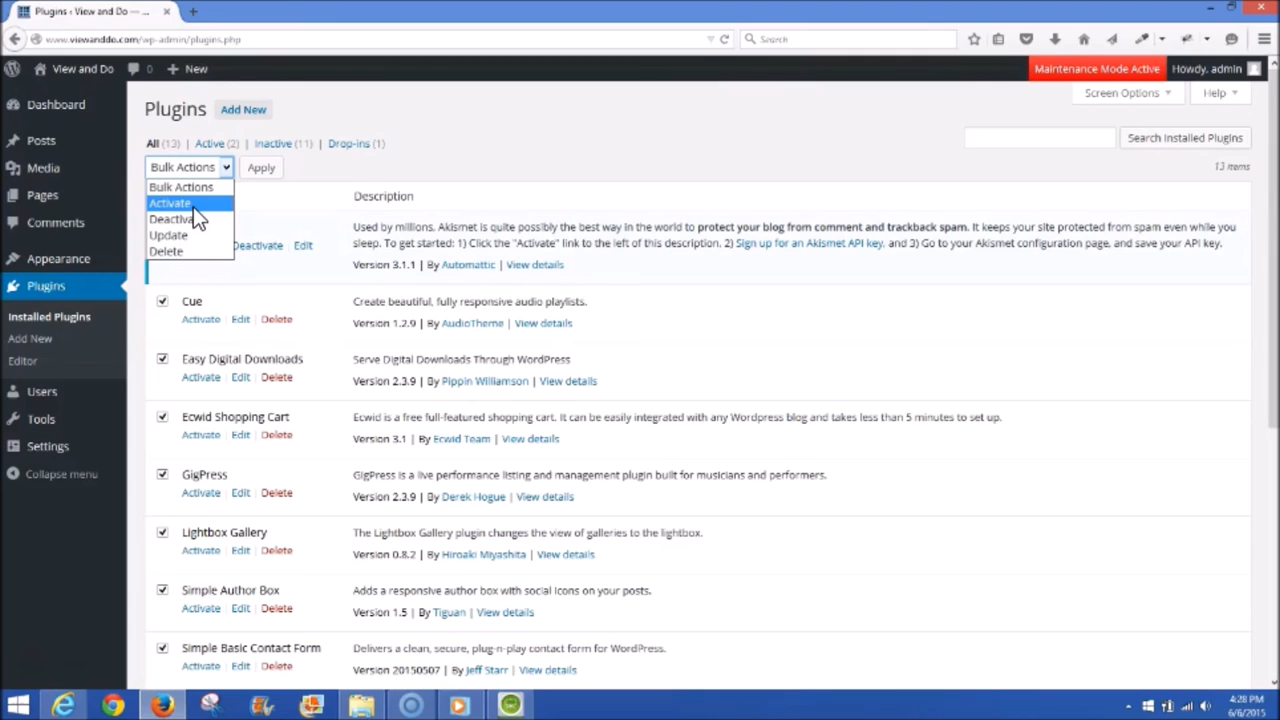 Plugins ‹ View and Do — ...
www.viewanddo.com/wp-admin/plugins.php
Search
View and Do
0
New
Maintenance Mode Active
Howdy, admin
Dashboard
Posts
Media
Pages
Comments
Appearance
Plugins
Installed Plugins
Add New
Editor
Users
Tools
Settings
Collapse menu
Screen Options
Help
Plugins Add New
All (13) | Active (2) | Inactive (11) | Drop-ins (1)
Search Installed Plugins
Bulk Actions
Apply
13 items
Bulk Actions
Activate
Update
Delete
Description
Deactivate | Edit
Used by millions, Akismet is quite possibly the best way in the world to protect your blog from comment and trackback spam. It keeps your site protected from spam even while you
sleep. To get started: 1) Click the "Activate" link to the left of this description, 2) Sign up for an Akismet API key, and 3) Go to your Akismet configuration page, and save your API key.
Version 3.1.1 | By Automattic | View details
Cue
Activate | Edit | Delete
Create beautiful, fully responsive audio playlists.
Version 1.2.9 | By AudioTheme | View details
Easy Digital Downloads
Activate | Edit | Delete
Serve Digital Downloads Through WordPress
Version 2.3.9 | By Pippin Williamson | View details
Ecwid Shopping Cart
Activate | Edit | Delete
Ecwid is a free full-featured shopping cart. It can be easily integrated with any Wordpress blog and takes less than 5 minutes to set up.
Version 3.1 | By Ecwid Team | View details
GigPress
Activate | Edit | Delete
GigPress is a live performance listing and management plugin built for musicians and performers.
Version 2.3.9 | By Derek Hogue | View details
Lightbox Gallery
Activate | Edit | Delete
The Lightbox Gallery plugin changes the view of galleries to the lightbox.
Version 0.8.2 | By Hiroaki Miyashita | View details
Simple Author Box
Activate | Edit | Delete
Adds a responsive author box with social icons on your posts.
Version 1.5 | By Tiguan | View details
Simple Basic Contact Form
Activate | Edit | Delete
Delivers a clean, secure, plug-n-play contact form for WordPress.
Version 20150507 | By Jeff Starr | View details
4:28 PM
6/6/2015